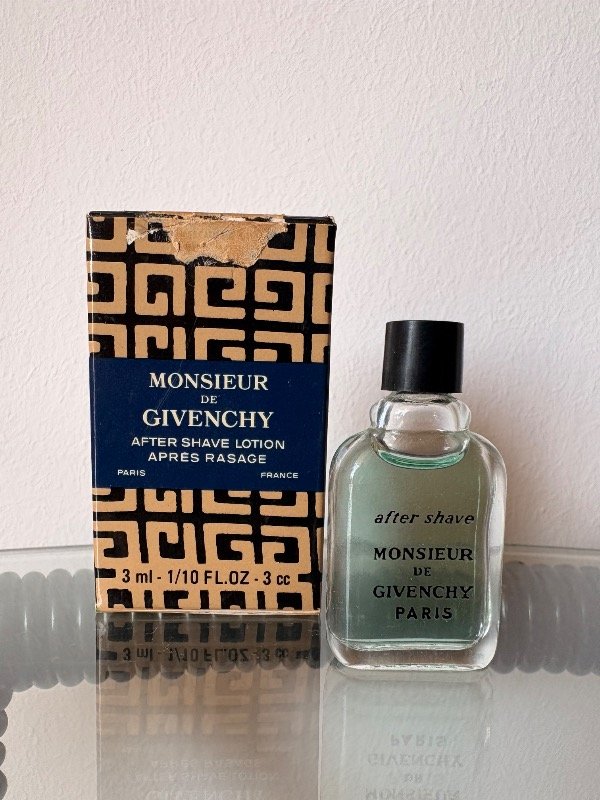 MONSIEUR
DE
GIVENCHY
AFTER SHAVE LOTION
APRÈS RASAGE
PARIS FRANCE
3 ml - 1/10 FL.OZ - 3 cc
after shave
MONSIEUR
DE
GIVENCHY
PARIS